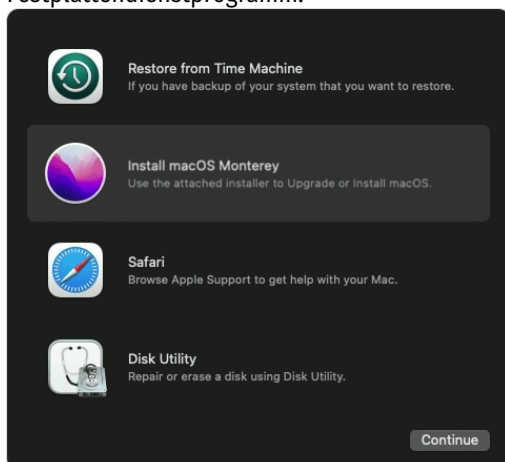 Festplattendienstprogramm.
Restore from Time Machine
If you have backup of your system that you want to restore.
Install macOS Monterey
Use the attached installer to Upgrade or Install macOS.
Safari
Browse Apple Support to get help with your Mac.
Disk Utility
Repair or erase a disk using Disk Utility.
Continue